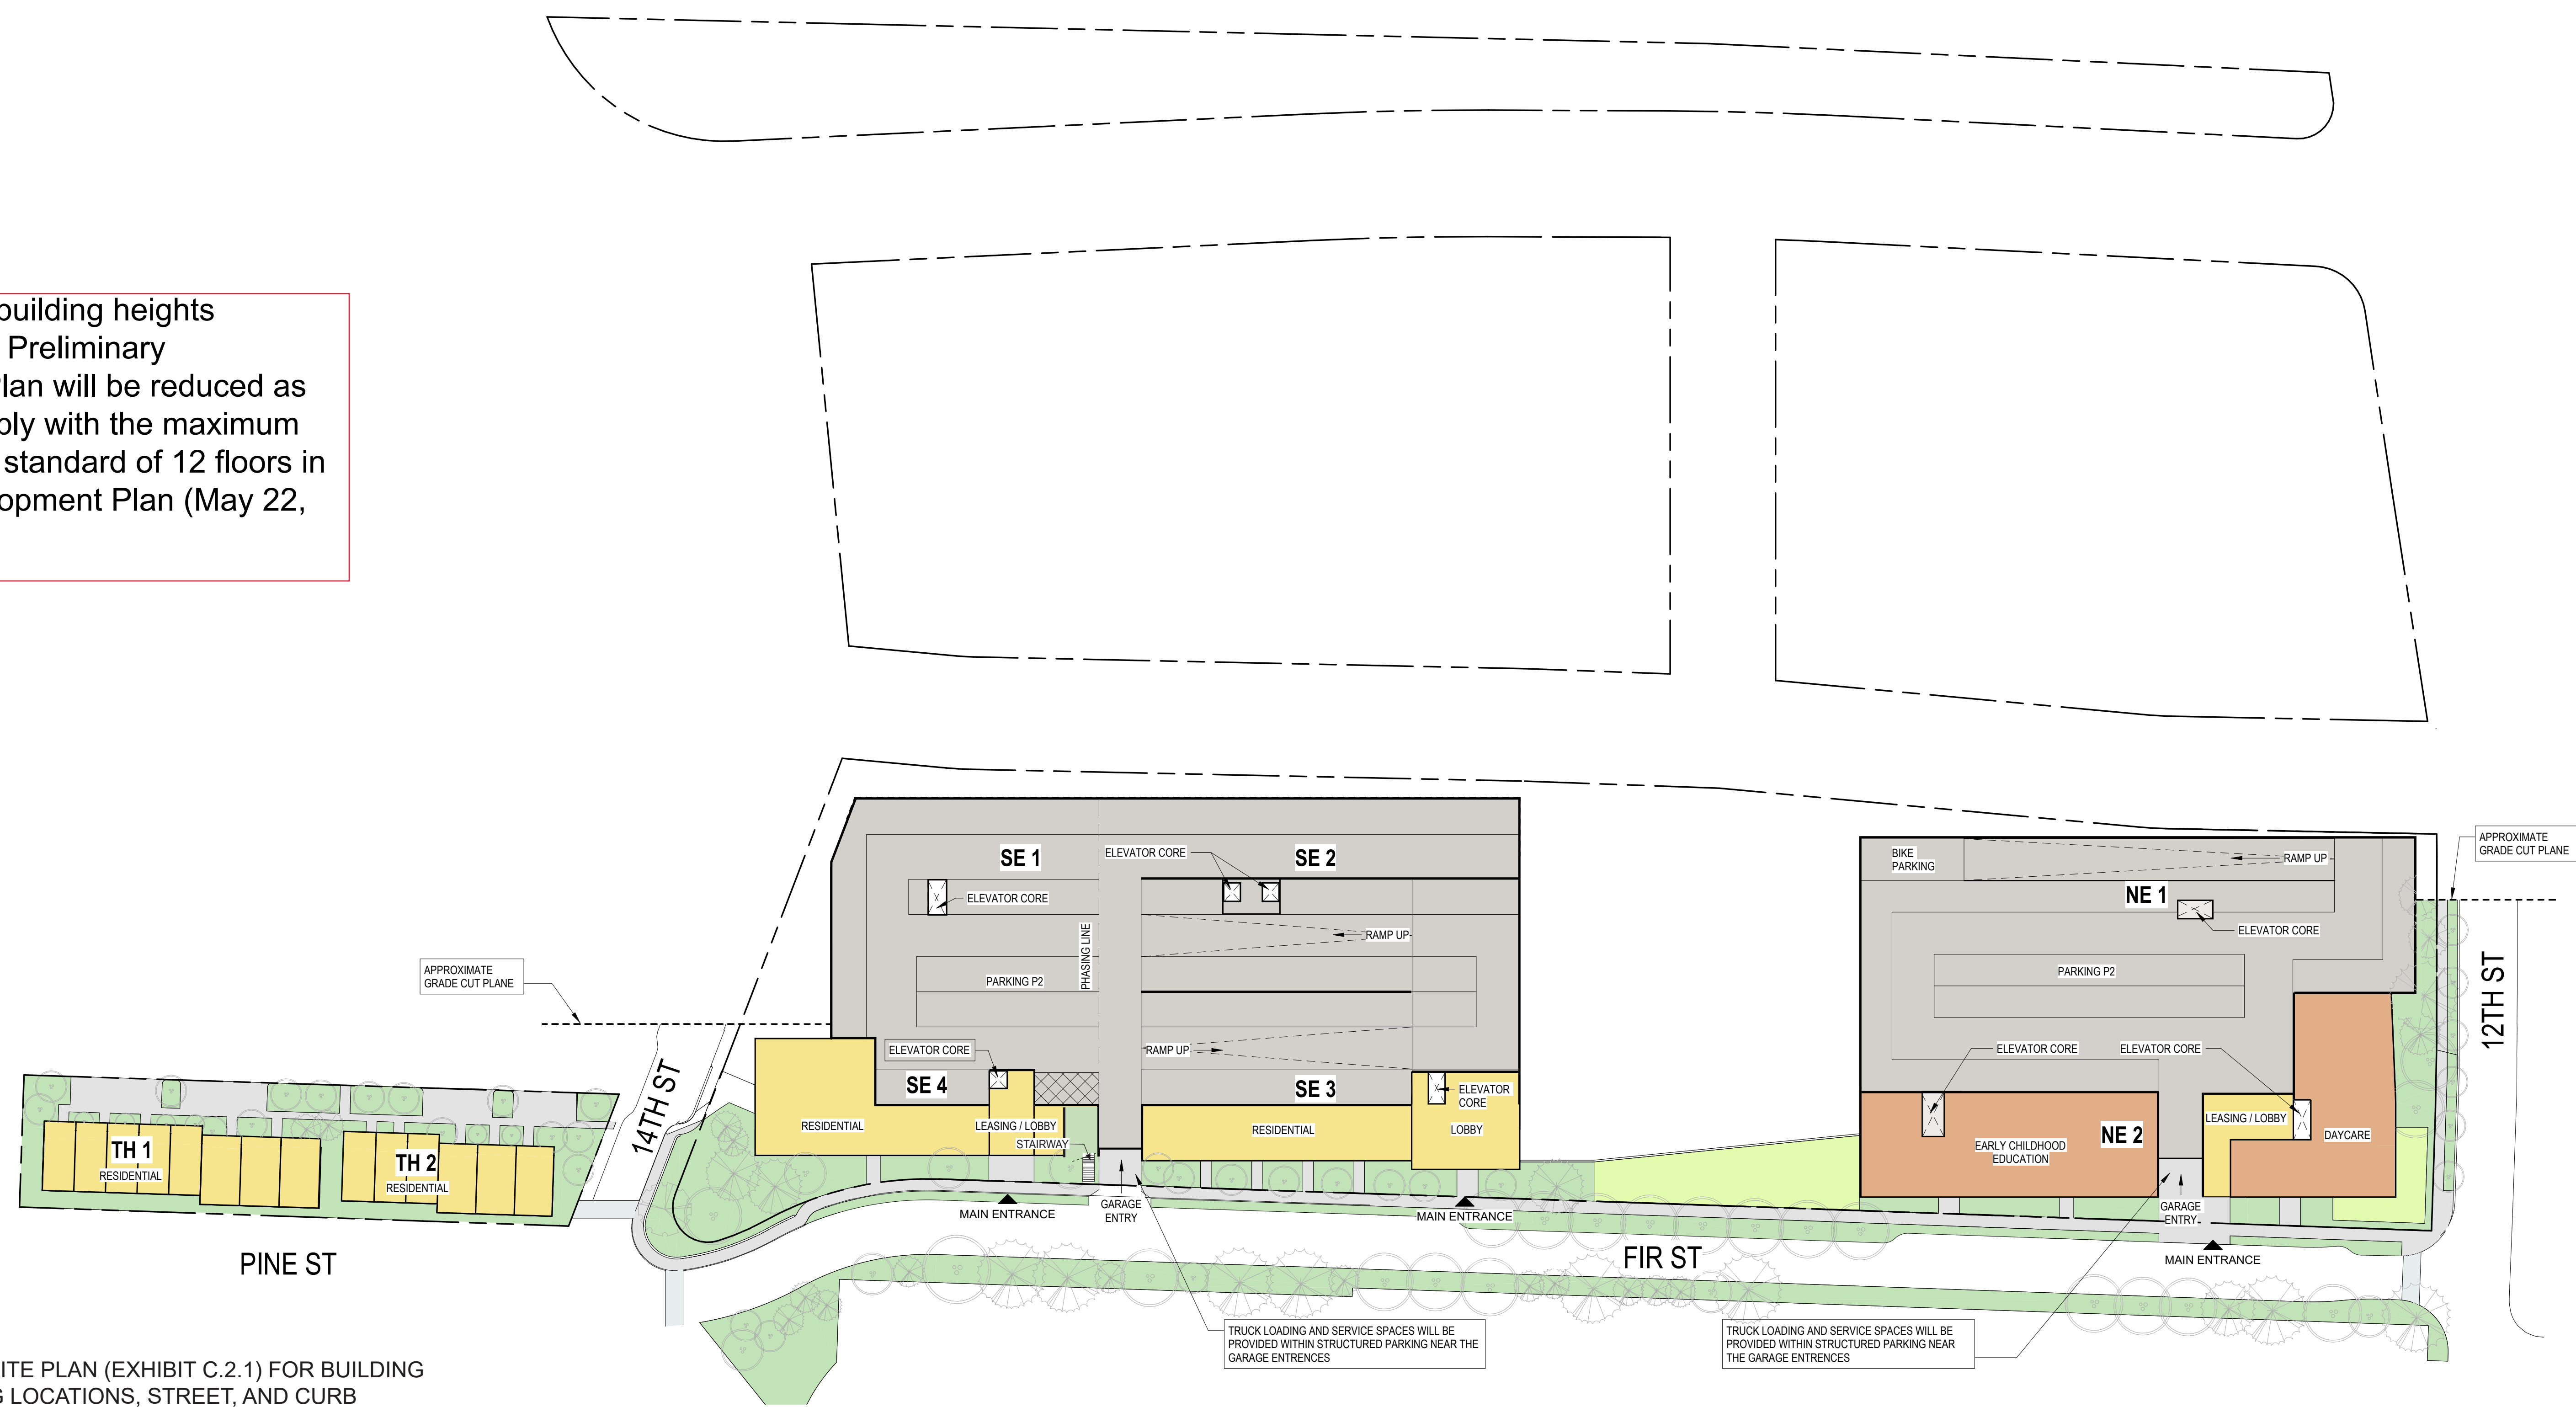 building heights
Preliminary
Plan will be reduced as
ply with the maximum
standard of 12 floors in
opment Plan (May 22,
SE 1
ELEVATOR CORE
SE 2
ELEVATOR CORE
PHASING LINE
RAMP UP
PARKING P2
RAMP UP
ELEVATOR CORE
SE 4
SE 3
ELEVATOR
CORE
RESIDENTIAL
LEASING / LOBBY
STAIRWAY
RESIDENTIAL
LOBBY
BIKE
PARKING
RAMP UP
NE 1
ELEVATOR CORE
PARKING P2
ELEVATOR CORE
ELEVATOR CORE
EARLY CHILDHOOD
EDUCATION
NE 2
LEASING / LOBBY
DAYCARE
APPROXIMATE
GRADE CUT PLANE
12TH ST
APPROXIMATE
GRADE CUT PLANE
14TH ST
TH 1
RESIDENTIAL
TH 2
RESIDENTIAL
MAIN ENTRANCE
GARAGE
ENTRY
MAIN ENTRANCE
GARAGE
ENTRY
MAIN ENTRANCE
PINE ST
FIR ST
TRUCK LOADING AND SERVICE SPACES WILL BE
PROVIDED WITHIN STRUCTURED PARKING NEAR THE
GARAGE ENTRENCES
TRUCK LOADING AND SERVICE SPACES WILL BE
PROVIDED WITHIN STRUCTURED PARKING NEAR
THE GARAGE ENTRENCES
ITE PLAN (EXHIBIT C.2.1) FOR BUILDING
G LOCATIONS, STREET, AND CURB